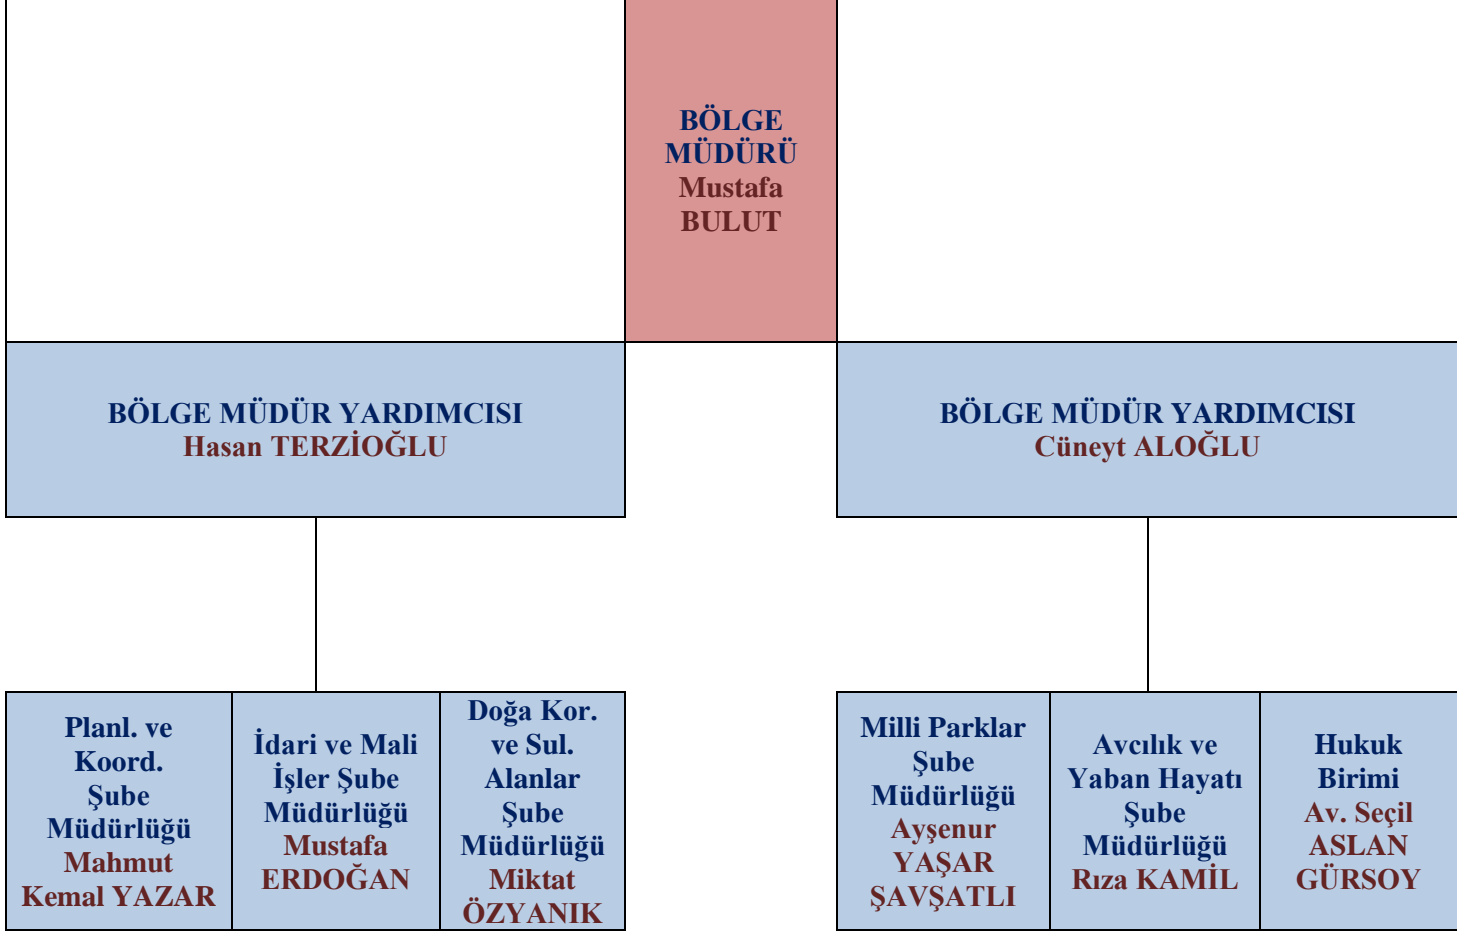 BÖLGE
MÜDÜRÜ
Mustafa
BULUT
BÖLGE MÜDÜR YARDIMCISI
Hasan TERZİOĞLU
BÖLGE MÜDÜR YARDIMCISI
Cüneyt ALOĞLU
Planl. ve
Koord.
Şube
Müdürlüğü
Mahmut
Kemal YAZAR
İdari ve Mali
İşler Şube
Müdürlüğü
Mustafa
ERDOĞAN
Doğa Kor.
ve Sul.
Alanlar
Şube
Müdürlüğü
Miktat
ÖZYANIK
Milli Parklar
Şube
Müdürlüğü
Ayşenur
YAŞAR
ŞAVŞATLI
Avcılık ve
Yaban Hayatı
Şube
Müdürlüğü
Rıza KAMİL
Hukuk
Birimi
Av. Seçil
ASLAN
GÜRSOY